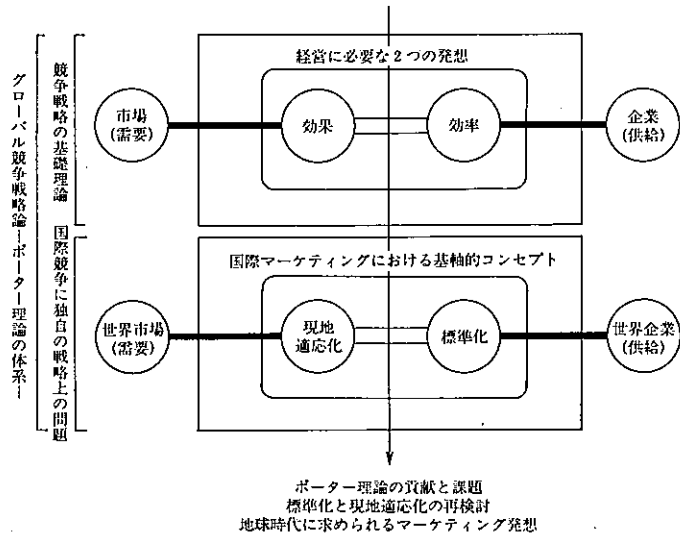 グローバル競争戦略論―ポーター理論の体系―
競争戦略の基礎理論
経営に必要な2つの発想
市場
(需要)
効果
効率
企業
(供給)
国際競争に独自の戦略上の問題
国際マーケティングにおける基軸的コンセプト
世界市場
(需要)
現地
適応化
標準化
世界企業
(供給)
ポーター理論の貢献と課題
標準化と現地適応化の再検討
地球時代に求められるマーケティング発想